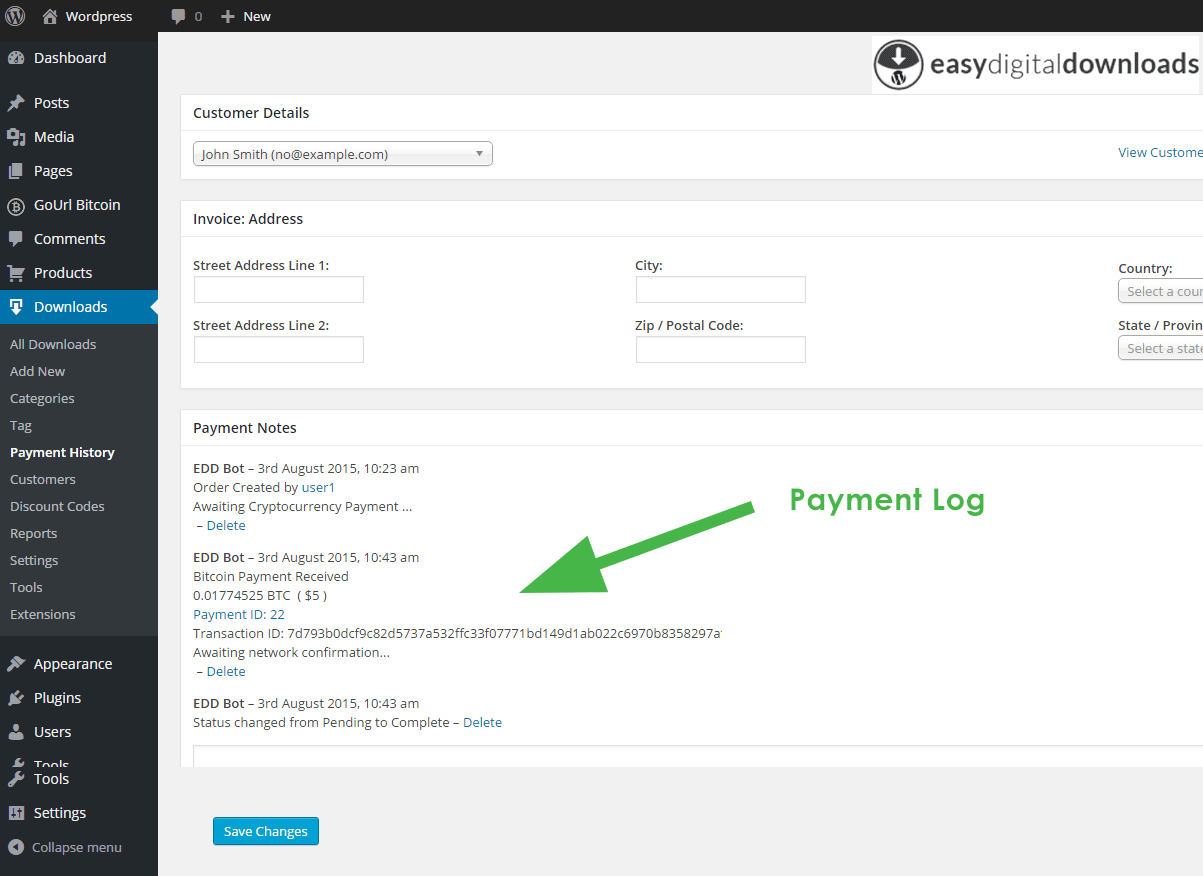 Wordpress 0 New
Dashboard
Posts
Media
Pages
GoUrl Bitcoin
Comments
Products
Downloads
All Downloads
Add New
Categories
Tag
Payment History
Customers
Discount Codes
Reports
Settings
Tools
Extensions
Appearance
Plugins
Users
Tools
Tools
Settings
Collapse menu
easydigitaldownloads
Customer Details
John Smith (no@example.com)
View Custome
Invoice: Address
Street Address Line 1:
City:
Country:
Select a cour
Street Address Line 2:
Zip / Postal Code:
State / Provin
Select a state
Payment Notes
EDD Bot – 3rd August 2015, 10:23 am
Order Created by user1
Awaiting Cryptocurrency Payment ...
– Delete
EDD Bot – 3rd August 2015, 10:43 am
Bitcoin Payment Received
0.01774525 BTC ( $5 )
Payment ID: 22
Transaction ID: 7d793b0dcf9c82d5737a532ffc33f07771bd149d1ab022c6970b8358297a
Awaiting network confirmation...
– Delete
EDD Bot – 3rd August 2015, 10:43 am
Status changed from Pending to Complete – Delete
Payment Log
Save Changes